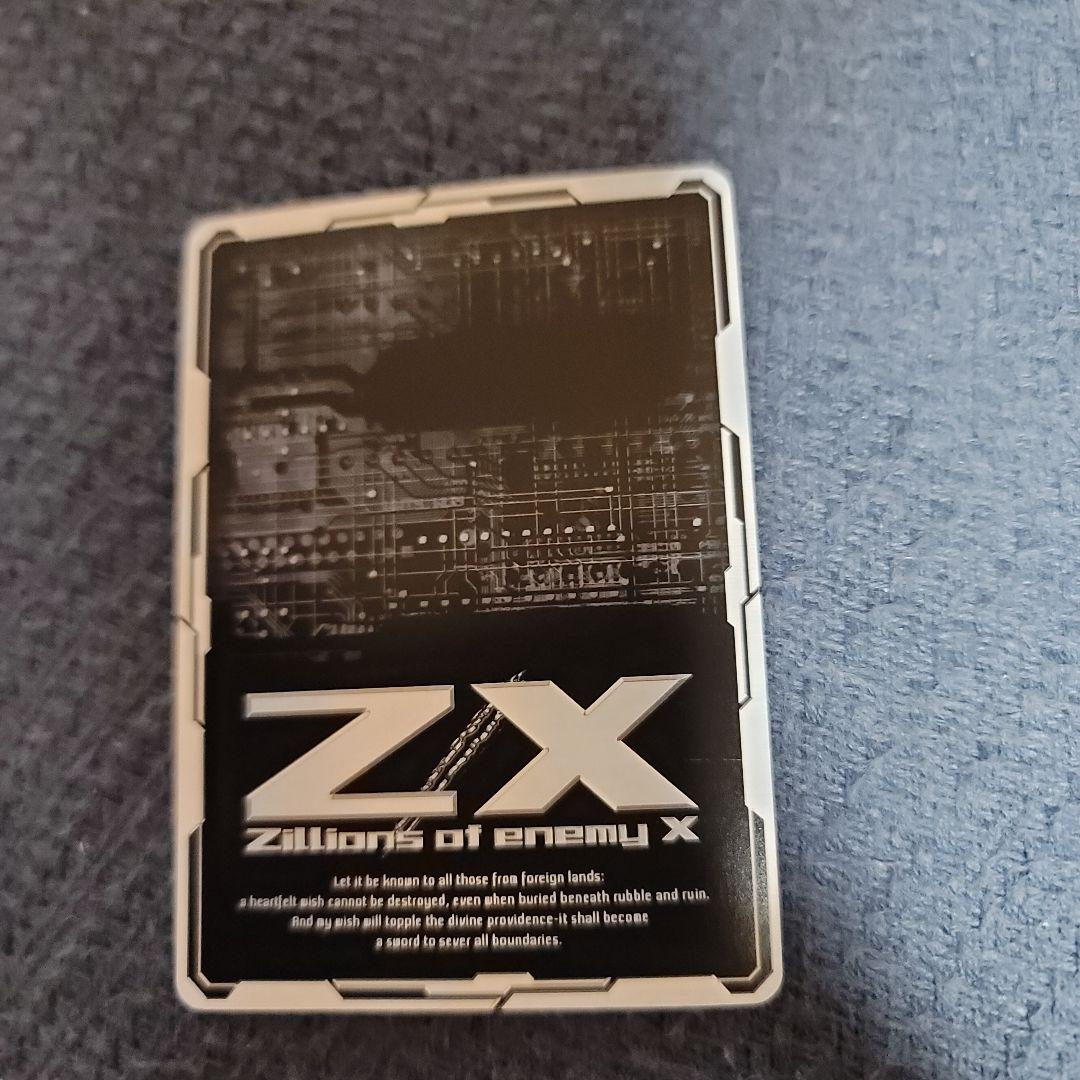 Z/X
Zillions of enemy X
Let it be known to all those from foreign lands:
a heartfelt wish cannot be destroyed, even when buried beneath rubble and ruin.
And my wish will topple the divine providence-it shall become
a sword to sever all boundaries.